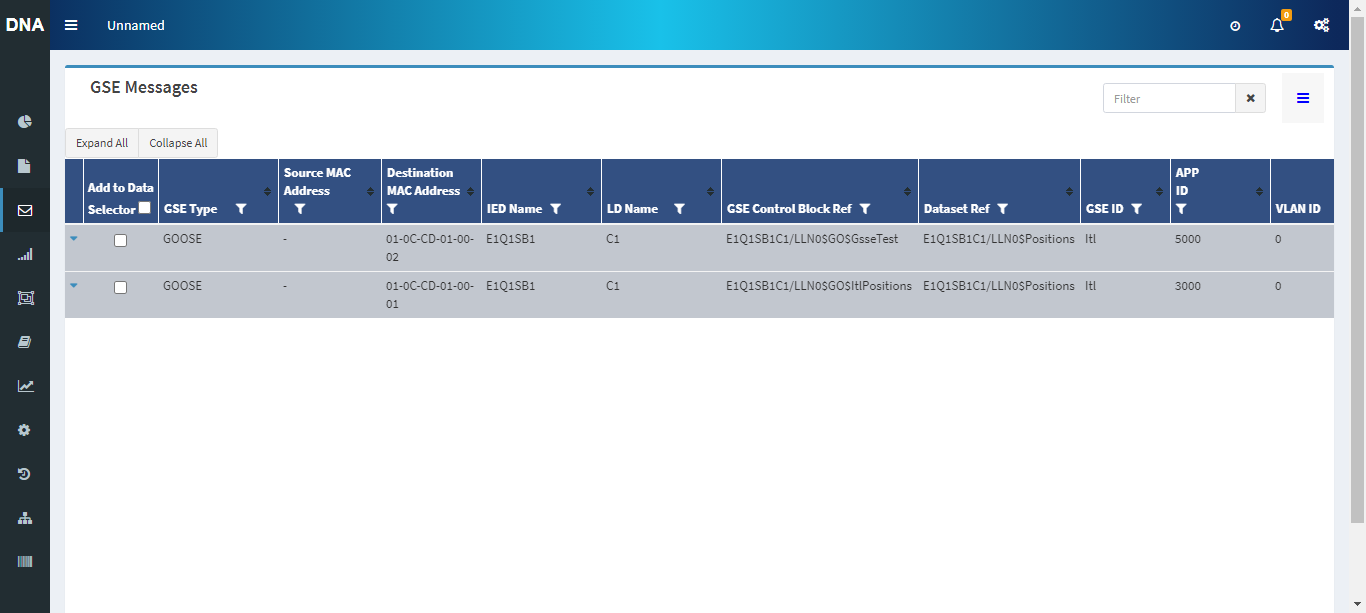 DNA
Unnamed
0
GSE Messages
Filter
Expand All
Collapse All
Add to Data
Selector
GSE Type
Source MAC
Address
Destination
MAC Address
IED Name
LD Name
GSE Control Block Ref
Dataset Ref
GSE ID
APP
ID
VLAN ID
GOOSE
-
01-0C-CD-01-00-
02
E1Q1SB1
C1
E1Q1SB1C1/LLN0$GO$GsseTest
E1Q1SB1C1/LLN0$Positions
Itl
5000
0
GOOSE
-
01-0C-CD-01-00-
01
E1Q1SB1
C1
E1Q1SB1C1/LLN0$GO$ItlPositions
E1Q1SB1C1/LLN0$Positions
Itl
3000
0